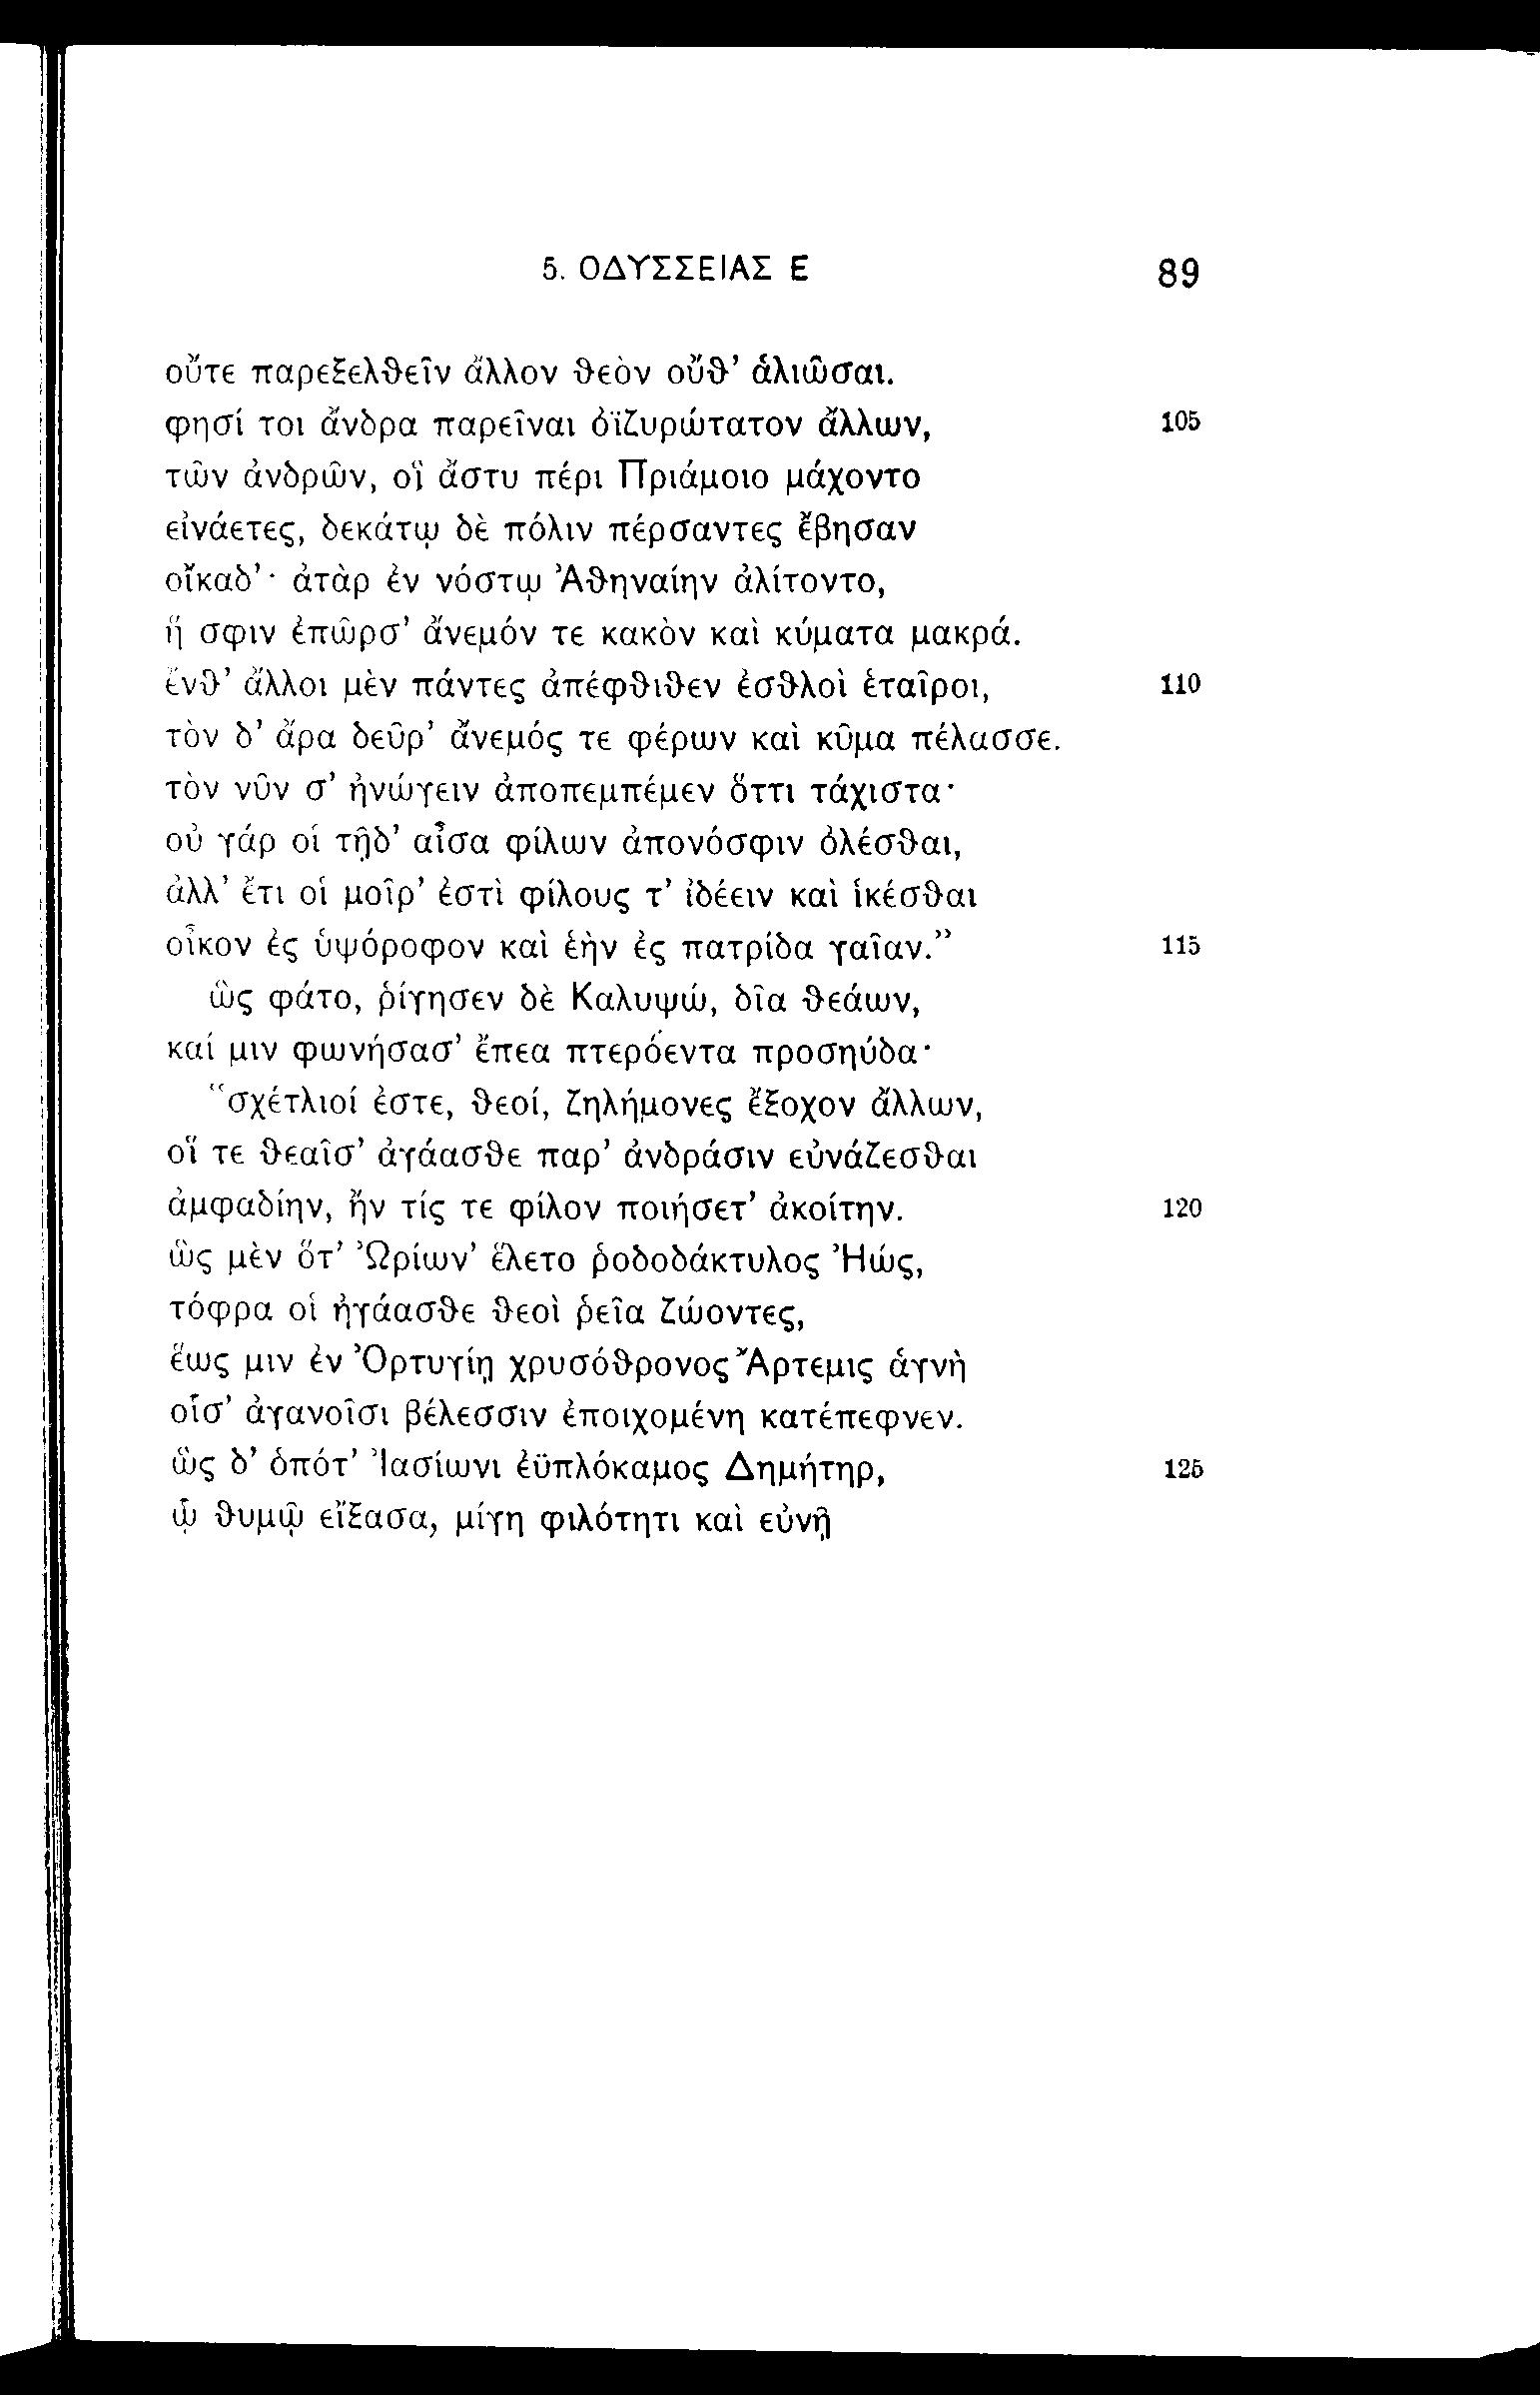 5. ΟΔΥΣΣΕΙΑΣ Ε 89
οὔτε παρεξελθεῖν ἄλλον θεὸν οὔθ’ ἁλιῶσαι.
φησί τοι ἄνδρα παρεῖναι ὀϊζυρώτατον ἄλλων, 105
τῶν ἀνδρῶν, οἳ ἄστυ πέρι Πριάμοιο μάχοντο
εἰνάετες, δεκάτῳ δὲ πόλιν πέρσαντες ἔβησαν
οἴκαδ’· ἀτὰρ ἐν νόστῳ Ἀθηναίην ἀλίτοντο,
ἥ σφιν ἐπῶρσ’ ἄνεμόν τε κακὸν καὶ κύματα μακρά.
ἔνθ’ ἄλλοι μὲν πάντες ἀπέφθιθεν ἐσθλοὶ ἑταῖροι, 110
τὸν δ’ ἄρα δεῦρ’ ἄνεμός τε φέρων καὶ κῦμα πέλασσε.
τὸν νῦν σ’ ἠνώγειν ἀποπεμπέμεν ὅττι τάχιστα·
οὐ γάρ οἱ τῇδ’ αἶσα φίλων ἀπονόσφιν ὀλέσθαι,
ἀλλ’ ἔτι οἱ μοῖρ’ ἐστὶ φίλους τ’ ἰδέειν καὶ ἱκέσθαι
οἶκον ἐς ὑψόροφον καὶ ἑὴν ἐς πατρίδα γαῖαν.” 115
ὣς φάτο, ῥίγησεν δὲ Καλυψώ, δῖα θεάων,
καί μιν φωνήσασ’ ἔπεα πτερόεντα προσηύδα·
“σχέτλιοί ἐστε, θεοί, ζηλήμονες ἔξοχον ἄλλων,
οἵ τε θεαῖσ’ ἀγάασθε παρ’ ἀνδράσιν εὐνάζεσθαι
ἀμφαδίην, ἤν τίς τε φίλον ποιήσετ’ ἀκοίτην. 120
ὣς μὲν ὅτ’ Ὠρίων’ ἕλετο ῥοδοδάκτυλος Ἠώς,
τόφρα οἱ ἠγάασθε θεοὶ ῥεῖα ζώοντες,
ἕως μιν ἐν Ὀρτυγίῃ χρυσόθρονος Ἄρτεμις ἁγνὴ
οἷσ’ ἀγανοῖσι βέλεσσιν ἐποιχομένη κατέπεφνεν.
ὣς δ’ ὁπότ’ Ἰασίωνι ἐϋπλόκαμος Δημήτηρ, 125
ᾧ θυμῷ εἴξασα, μίγη φιλότητι καὶ εὐνῇ